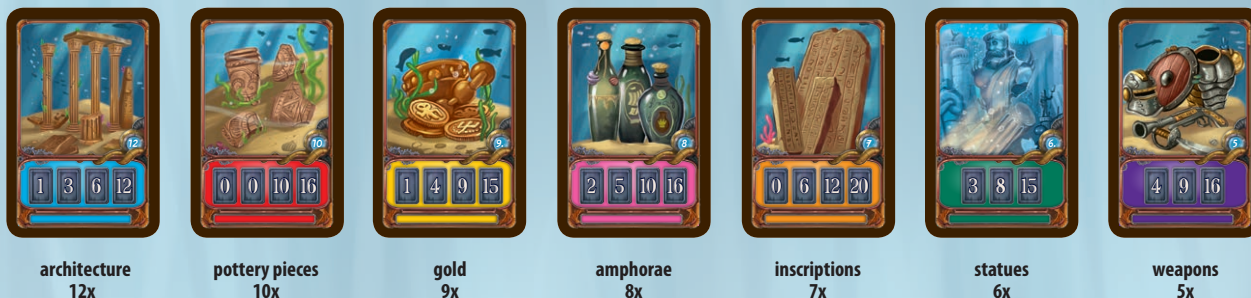 12
1 3 6 12
architecture
12x
10
0 0 10 16
pottery pieces
10x
9
1 4 9 15
gold
9x
8
2 5 10 16
amphorae
8x
7
0 6 12 20
inscriptions
7x
6
3 8 15
statues
6x
5
4 9 16
weapons
5x